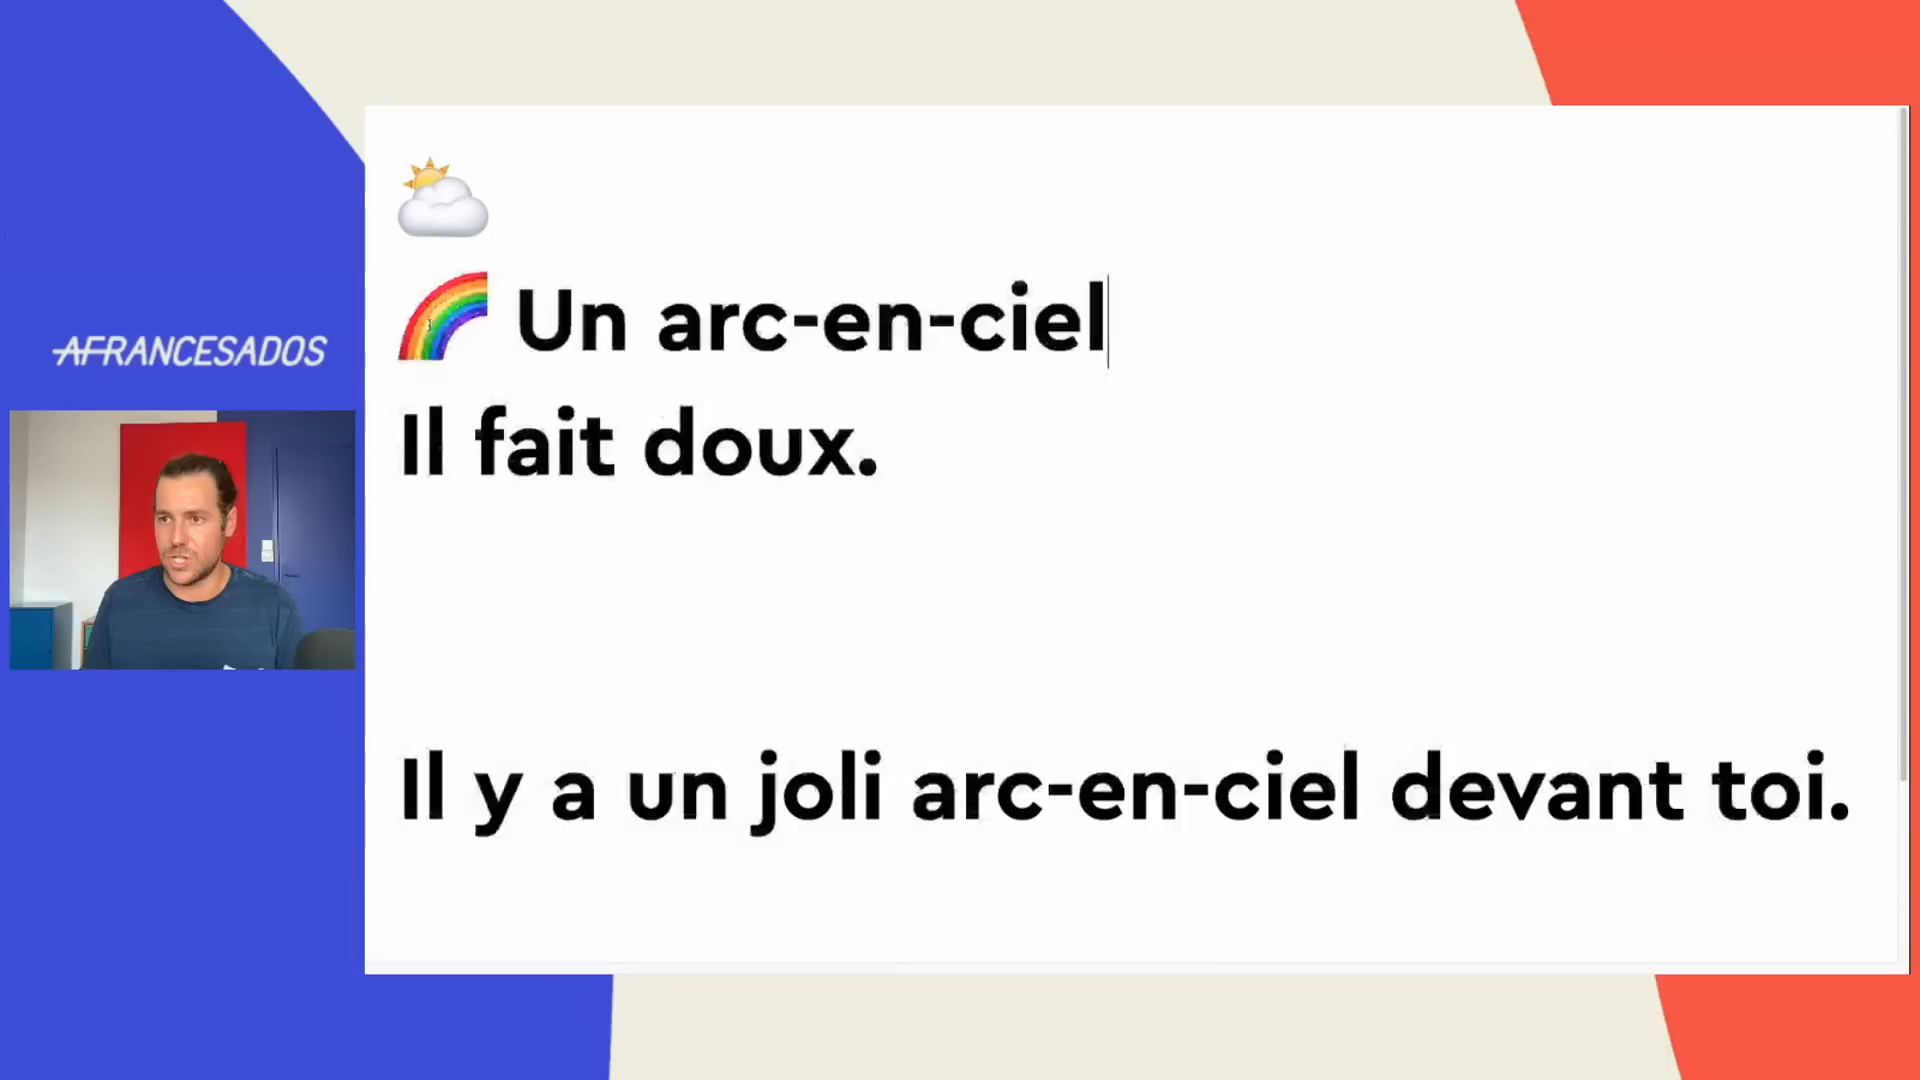 AFRANCESADOS
Un arc-en-ciel
Il fait doux.
Il y a un joli arc-en-ciel devant toi.